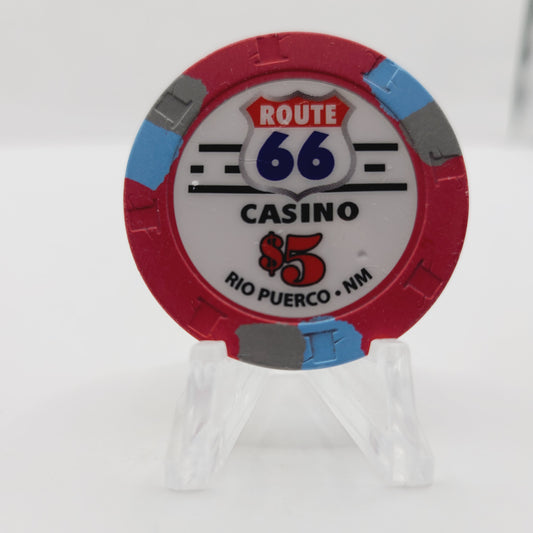 ROUTE
66
CASINO
$5
RIO PUERCO • NM